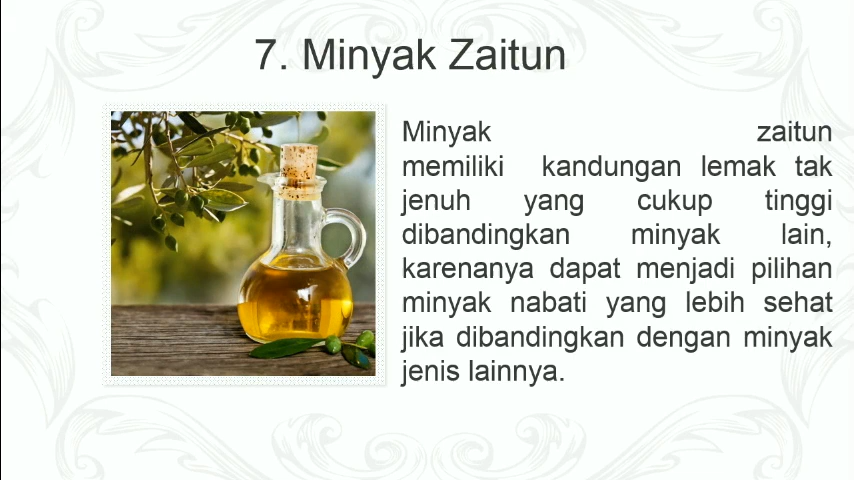 7. Minyak Zaitun
Minyak zaitun
memiliki kandungan lemak tak
jenuh yang cukup tinggi
dibandingkan minyak lain,
karenanya dapat menjadi pilihan
minyak nabati yang lebih sehat
jika dibandingkan dengan minyak
jenis lainnya.